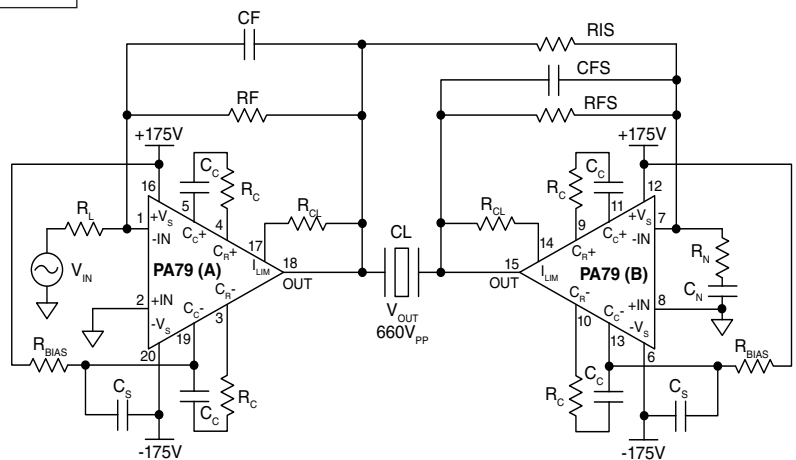 CF
RIS
CFS
RF
RFS
+175V
+175V
16
C_C
5
R_C
4
R_CL
17
18
R_L
1
+V_S
-IN
C_C+
C_R+
I_LIM
OUT
V_IN
PA79 (A)
2
+IN
-V_S
C_C-
C_R-
20
19
3
R_BIAS
C_S
C_C
R_C
-175V
CL
V_OUT
660V_PP
R_CL
R_C
9
C_C
11
12
14
15
OUT
I_LIM
C_R+
C_C+
+V_S
-IN
7
PA79 (B)
R_N
C_N
C_R-
C_C-
+IN
-V_S
8
10
13
6
R_BIAS
R_C
C_C
C_S
-175V